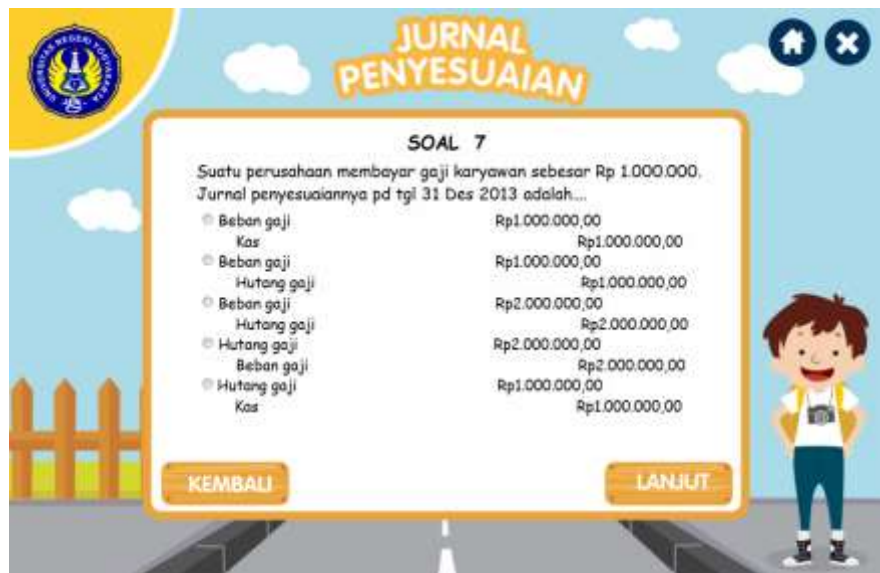 UNIVERSITAS NEGERI YOGYAKARTA
JURNAL
PENYESUAIAN
SOAL 7
Suatu perusahaan membayar gaji karyawan sebesar Rp 1.000.000.
Jurnal penyesuaiannya pd tgl 31 Des 2013 adalah....
Beban gaji Rp1.000.000,00
Kas Rp1.000.000,00
Beban gaji Rp1.000.000,00
Hutang gaji Rp1.000.000,00
Beban gaji Rp2.000.000,00
Hutang gaji Rp2.000.000,00
Hutang gaji Rp2.000.000,00
Beban gaji Rp2.000.000,00
Hutang gaji Rp1.000.000,00
Kas Rp1.000.000,00
KEMBALI LANJUT